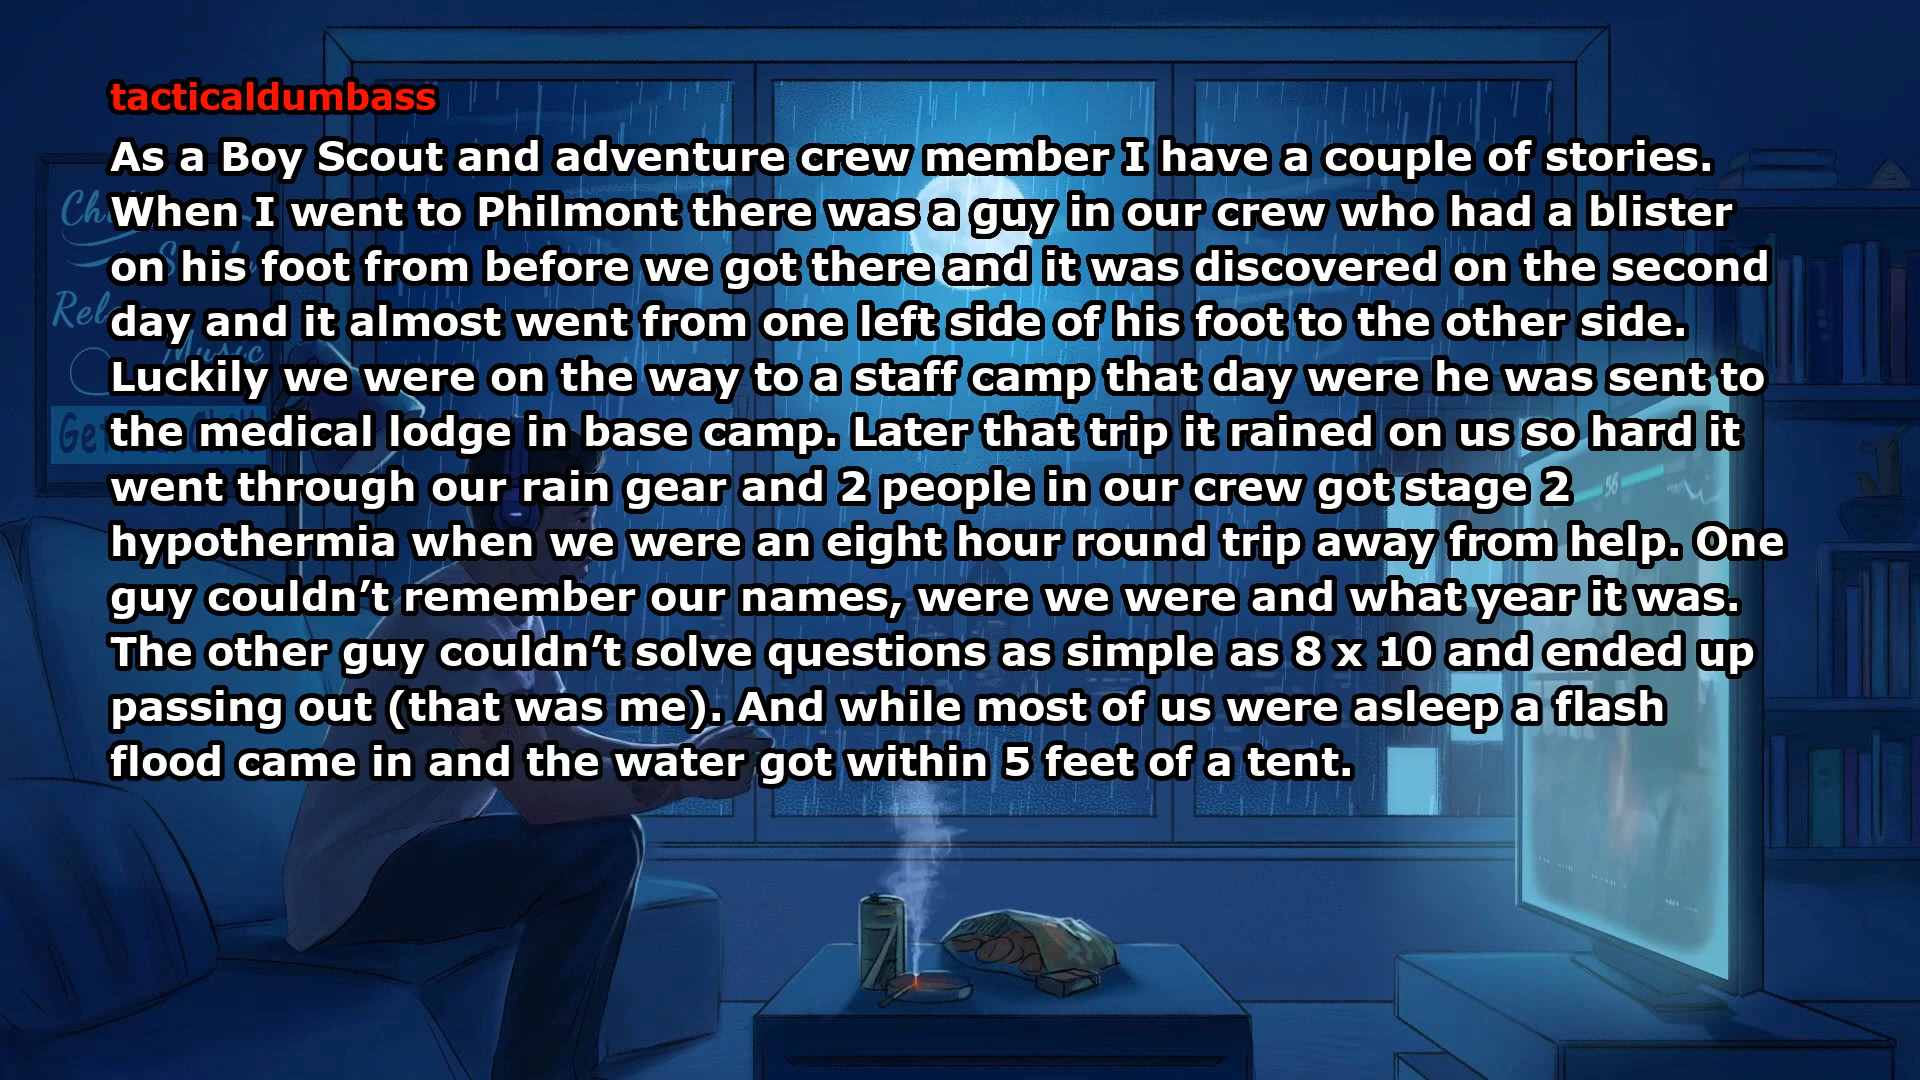 tacticaldumbass
As a Boy Scout and adventure crew member I have a couple of stories.
When I went to Philmont there was a guy in our crew who had a blister
on his foot from before we got there and it was discovered on the second
day and it almost went from one left side of his foot to the other side.
Luckily we were on the way to a staff camp that day were he was sent to
the medical lodge in base camp. Later that trip it rained on us so hard it
went through our rain gear and 2 people in our crew got stage 2
hypothermia when we were an eight hour round trip away from help. One
guy couldn’t remember our names, were we were and what year it was.
The other guy couldn’t solve questions as simple as 8 x 10 and ended up
passing out (that was me). And while most of us were asleep a flash
flood came in and the water got within 5 feet of a tent.
Music
56